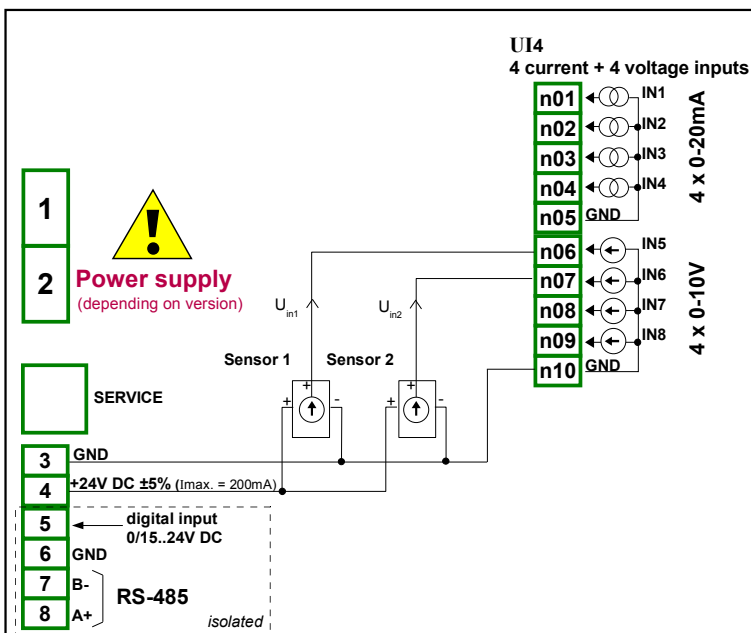 UI4
4 current + 4 voltage inputs
n01 IN1
n02 IN2
n03 IN3
n04 IN4
n05 GND
4 x 0-20mA
n06 IN5
n07 IN6
n08 IN7
n09 IN8
n10 GND
4 x 0-10V
1
2
!
Power supply
(depending on version)
Uin1
Uin2
Sensor 1
Sensor 2
+
+ -
+
+ -
SERVICE
3 GND
4 +24V DC ±5% (Imax. = 200mA)
5 digital input
0/15..24V DC
6 GND
7 B-
8 A+
RS-485
isolated